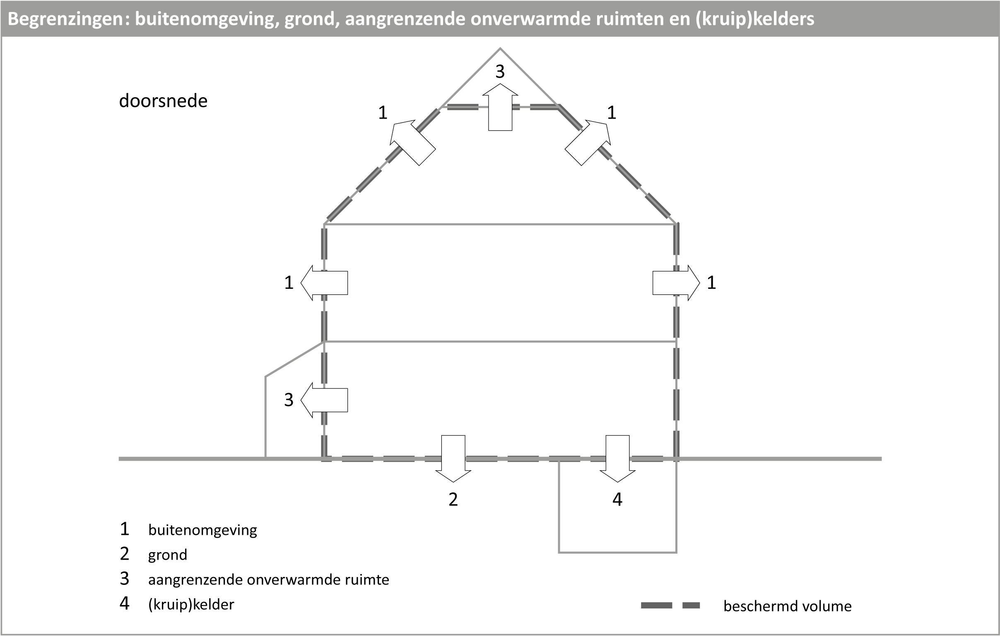 Begrenzingen: buitenomgeving, grond, aangrenzende onverwarmde ruimten en (kruip)kelders
3
doorsnede
1
1
1
1
3
2
4
1 buitenomgeving
2 grond
3 aangrenzende onverwarmde ruimte
4 (kruip)kelder
beschermd volume